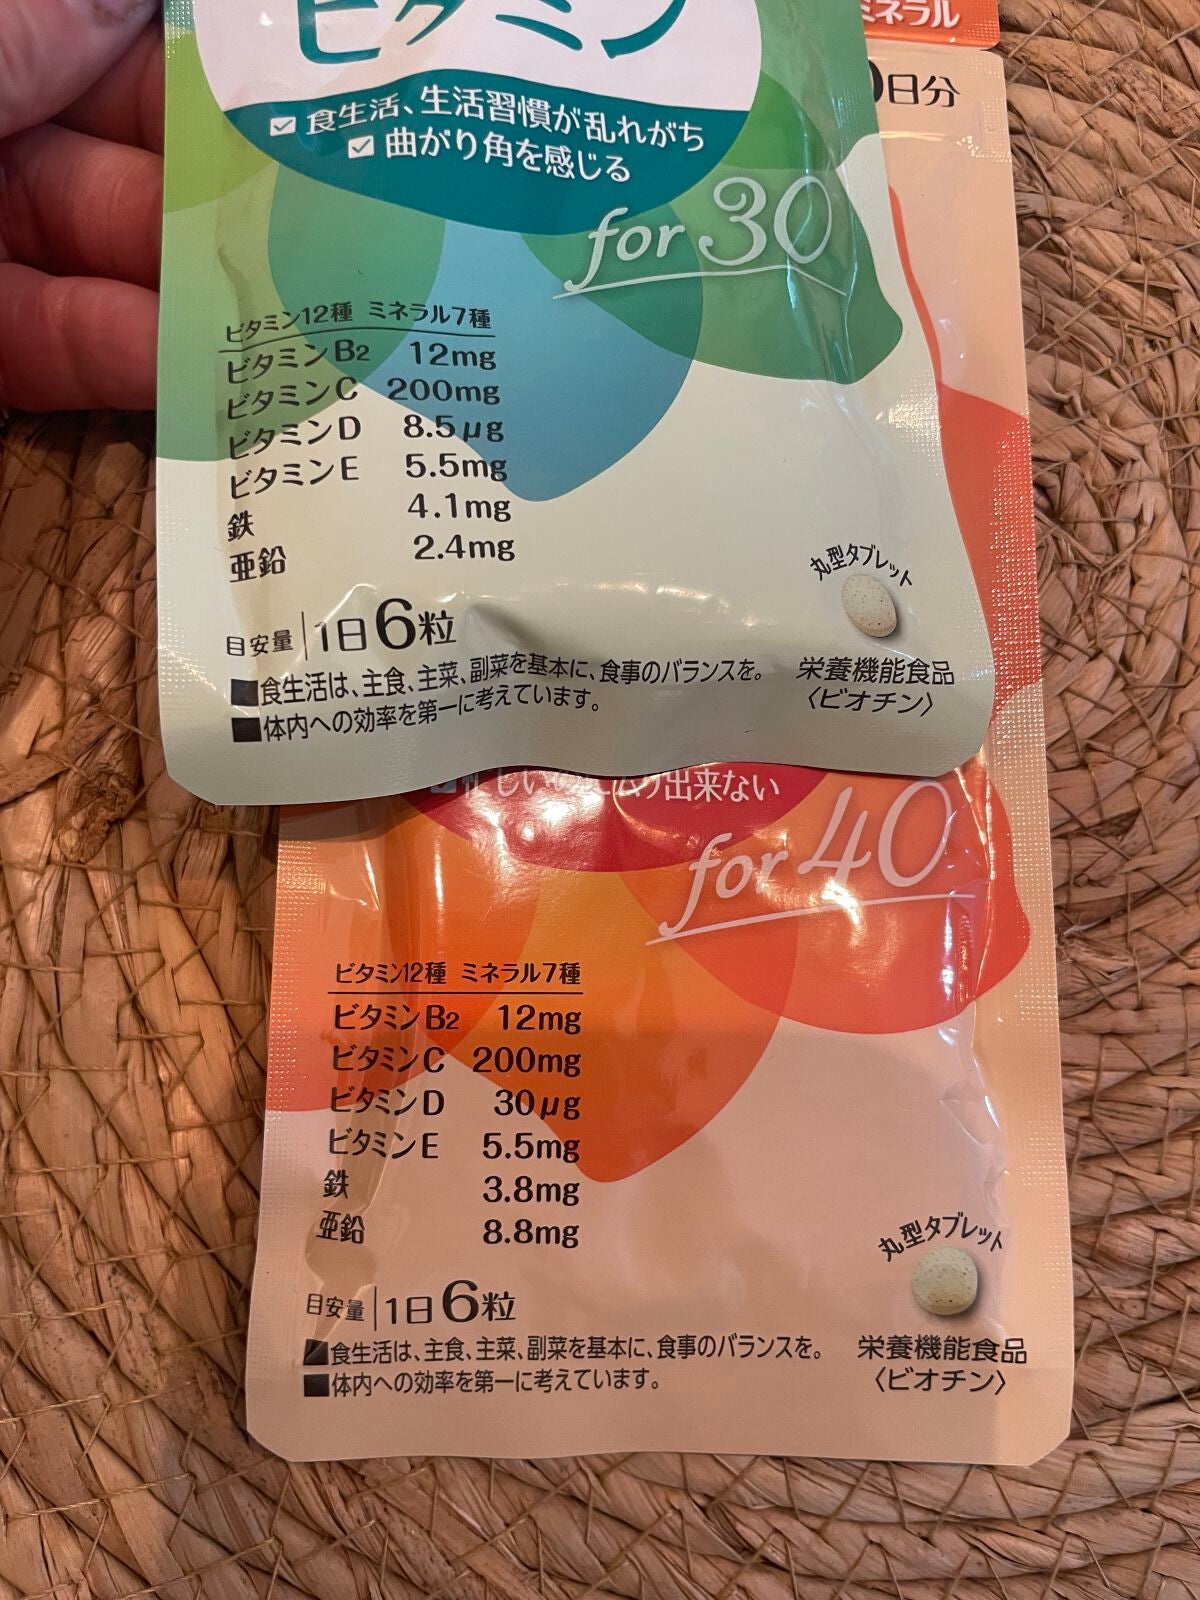 ビタミン
ミネラル
日分
食生活、生活習慣が乱れがち
曲がり角を感じる
for 30
ビタミン12種 ミネラル7種
ビタミンB2 12mg
ビタミンC 200mg
ビタミンD 8.5μg
ビタミンE 5.5mg
鉄 4.1mg
亜鉛 2.4mg
丸型タブレット
目安量 1日6粒
■食生活は、主食、主菜、副菜を基本に、食事のバランスを。
■体内への効率を第一に考えています。
栄養機能食品
〈ビオチン〉
出来ない
for 40
ビタミン12種 ミネラル7種
ビタミンB2 12mg
ビタミンC 200mg
ビタミンD 30μg
ビタミンE 5.5mg
鉄 3.8mg
亜鉛 8.8mg
丸型タブレット
目安量 1日6粒
■食生活は、主食、主菜、副菜を基本に、食事のバランスを。
■体内への効率を第一に考えています。
栄養機能食品
〈ビオチン〉